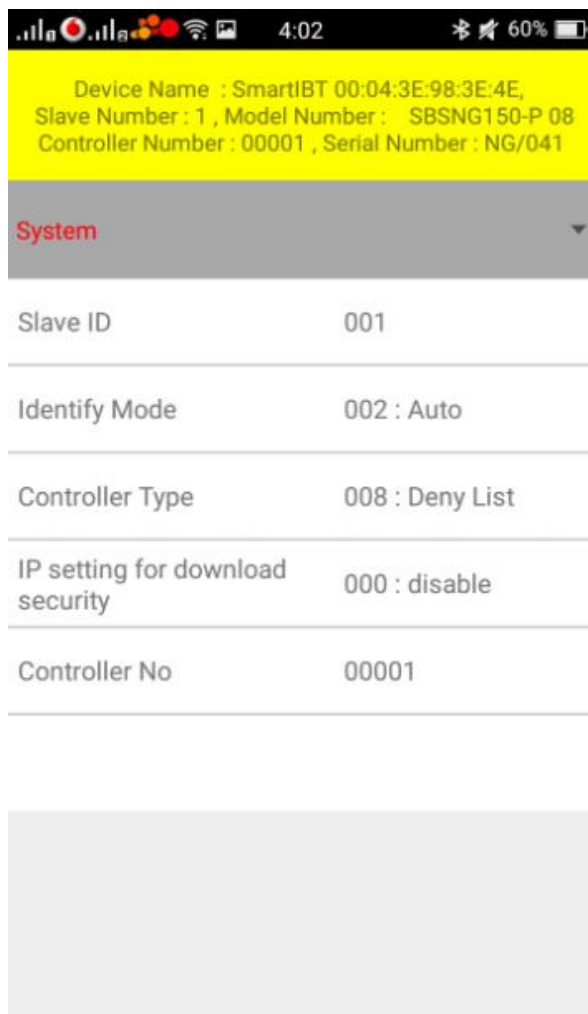 4:02 60%
Device Name : SmartIBT 00:04:3E:98:3E:4E,
Slave Number : 1 , Model Number : SBSNG150-P 08
Controller Number : 00001 , Serial Number : NG/041
System
Slave ID 001
Identify Mode 002 : Auto
Controller Type 008 : Deny List
IP setting for download
security 000 : disable
Controller No 00001